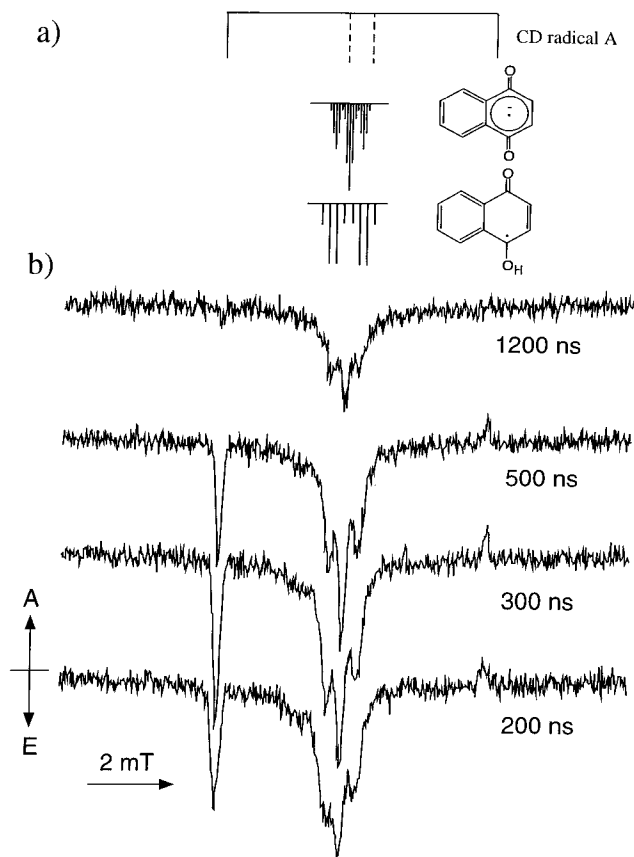 a)
CD radical A
O
-
·
O
O
·
OH
b)
1200 ns
500 ns
300 ns
A
E
200 ns
2 mT